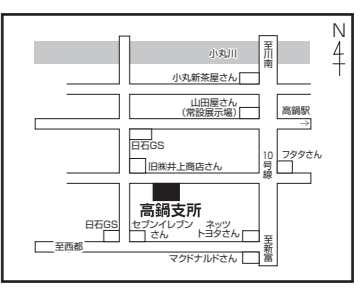 N
小丸川
至川南
小丸新茶屋さん
山田屋さん
(常設展示場)
高鍋駅
→
日石GS
旧㈱井上商店さん
10号線
フタタさん
高鍋支所
日石GS
セブンイレブン
さん
ネッツ
トヨタさん
至西都
至新富
マクドナルドさん